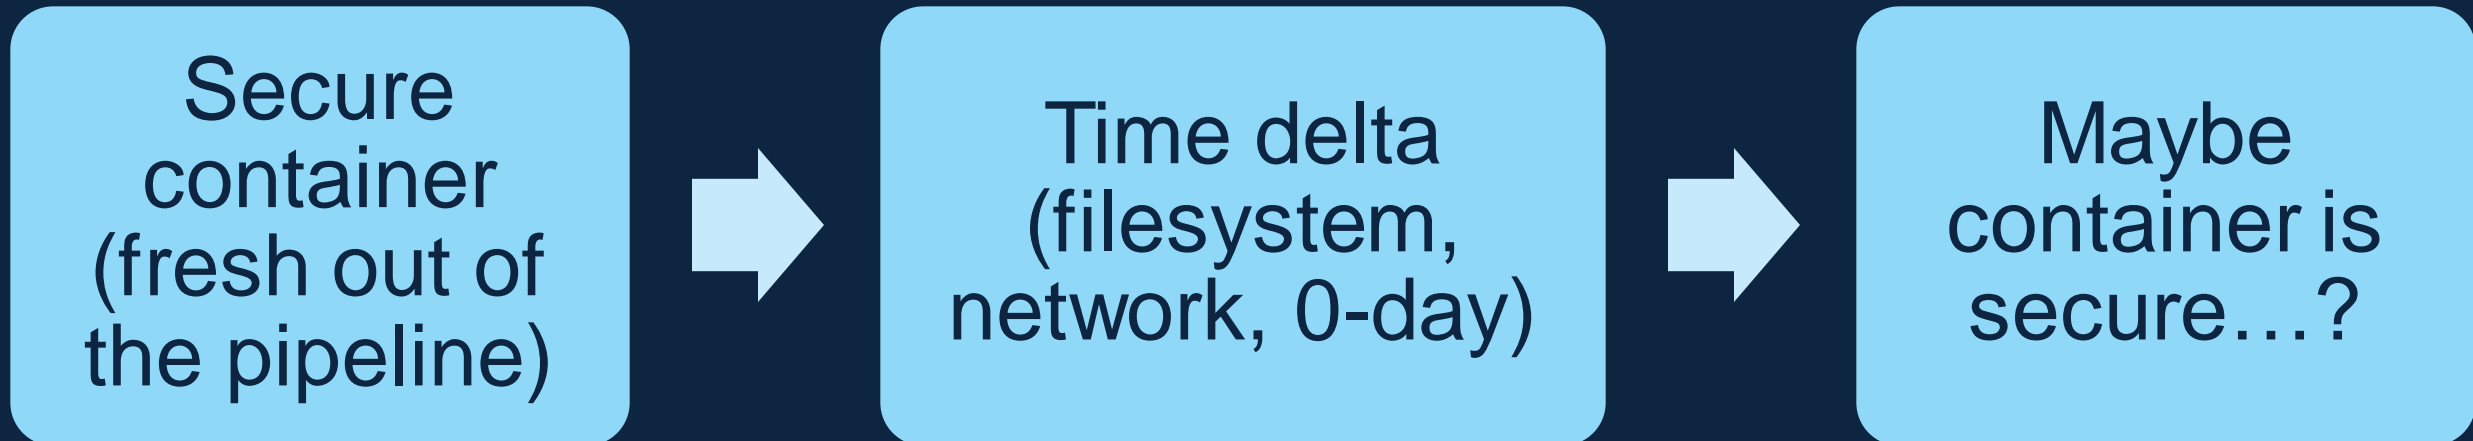 Secure
container
(fresh out of
the pipeline)
Time delta
(filesystem,
network, 0-day)
Maybe
container is
secure…?